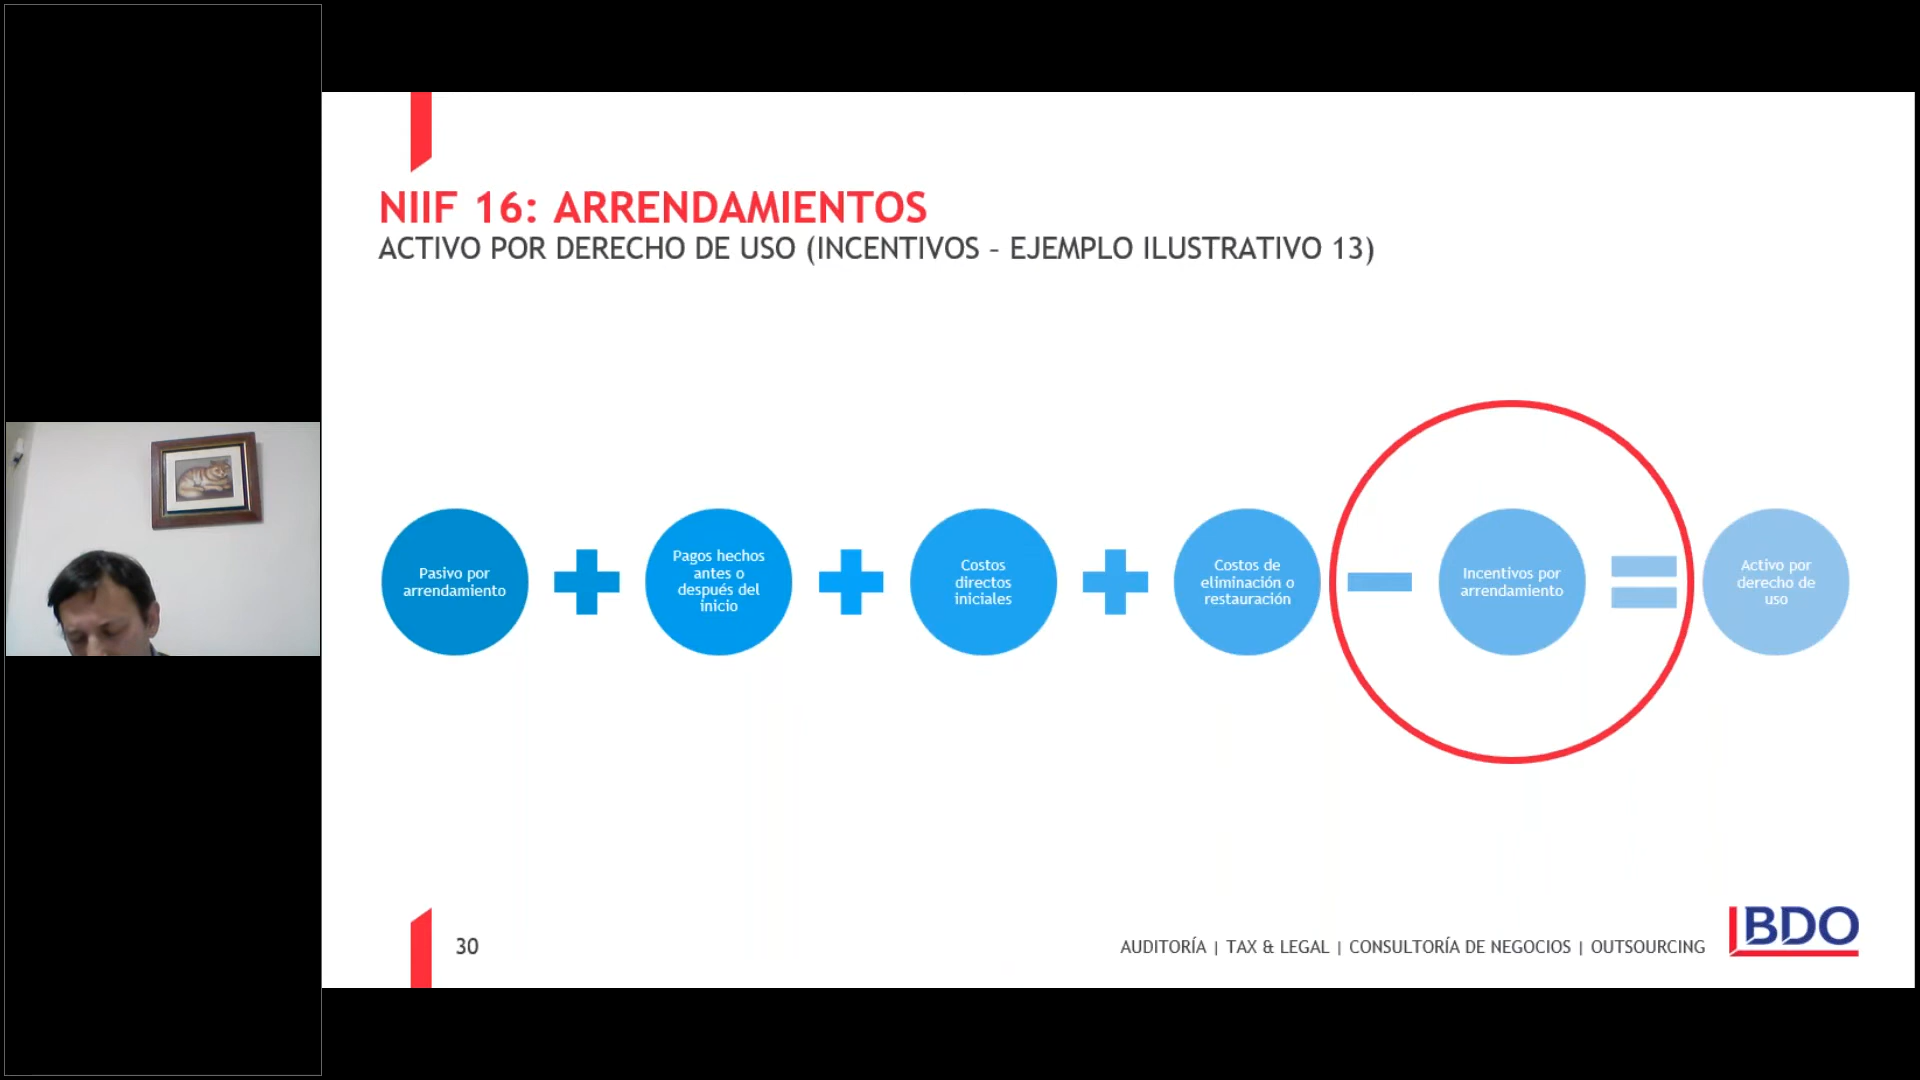 NIIF 16: ARRENDAMIENTOS
ACTIVO POR DERECHO DE USO (INCENTIVOS – EJEMPLO ILUSTRATIVO 13)
Pasivo por
arrendamiento
Pagos hechos
antes o
después del
inicio
Costos
directos
iniciales
Costos de
eliminación o
restauración
Incentivos por
arrendamiento
Activo por
derecho de
uso
30
AUDITORÍA | TAX & LEGAL | CONSULTORÍA DE NEGOCIOS | OUTSOURCING
BDO